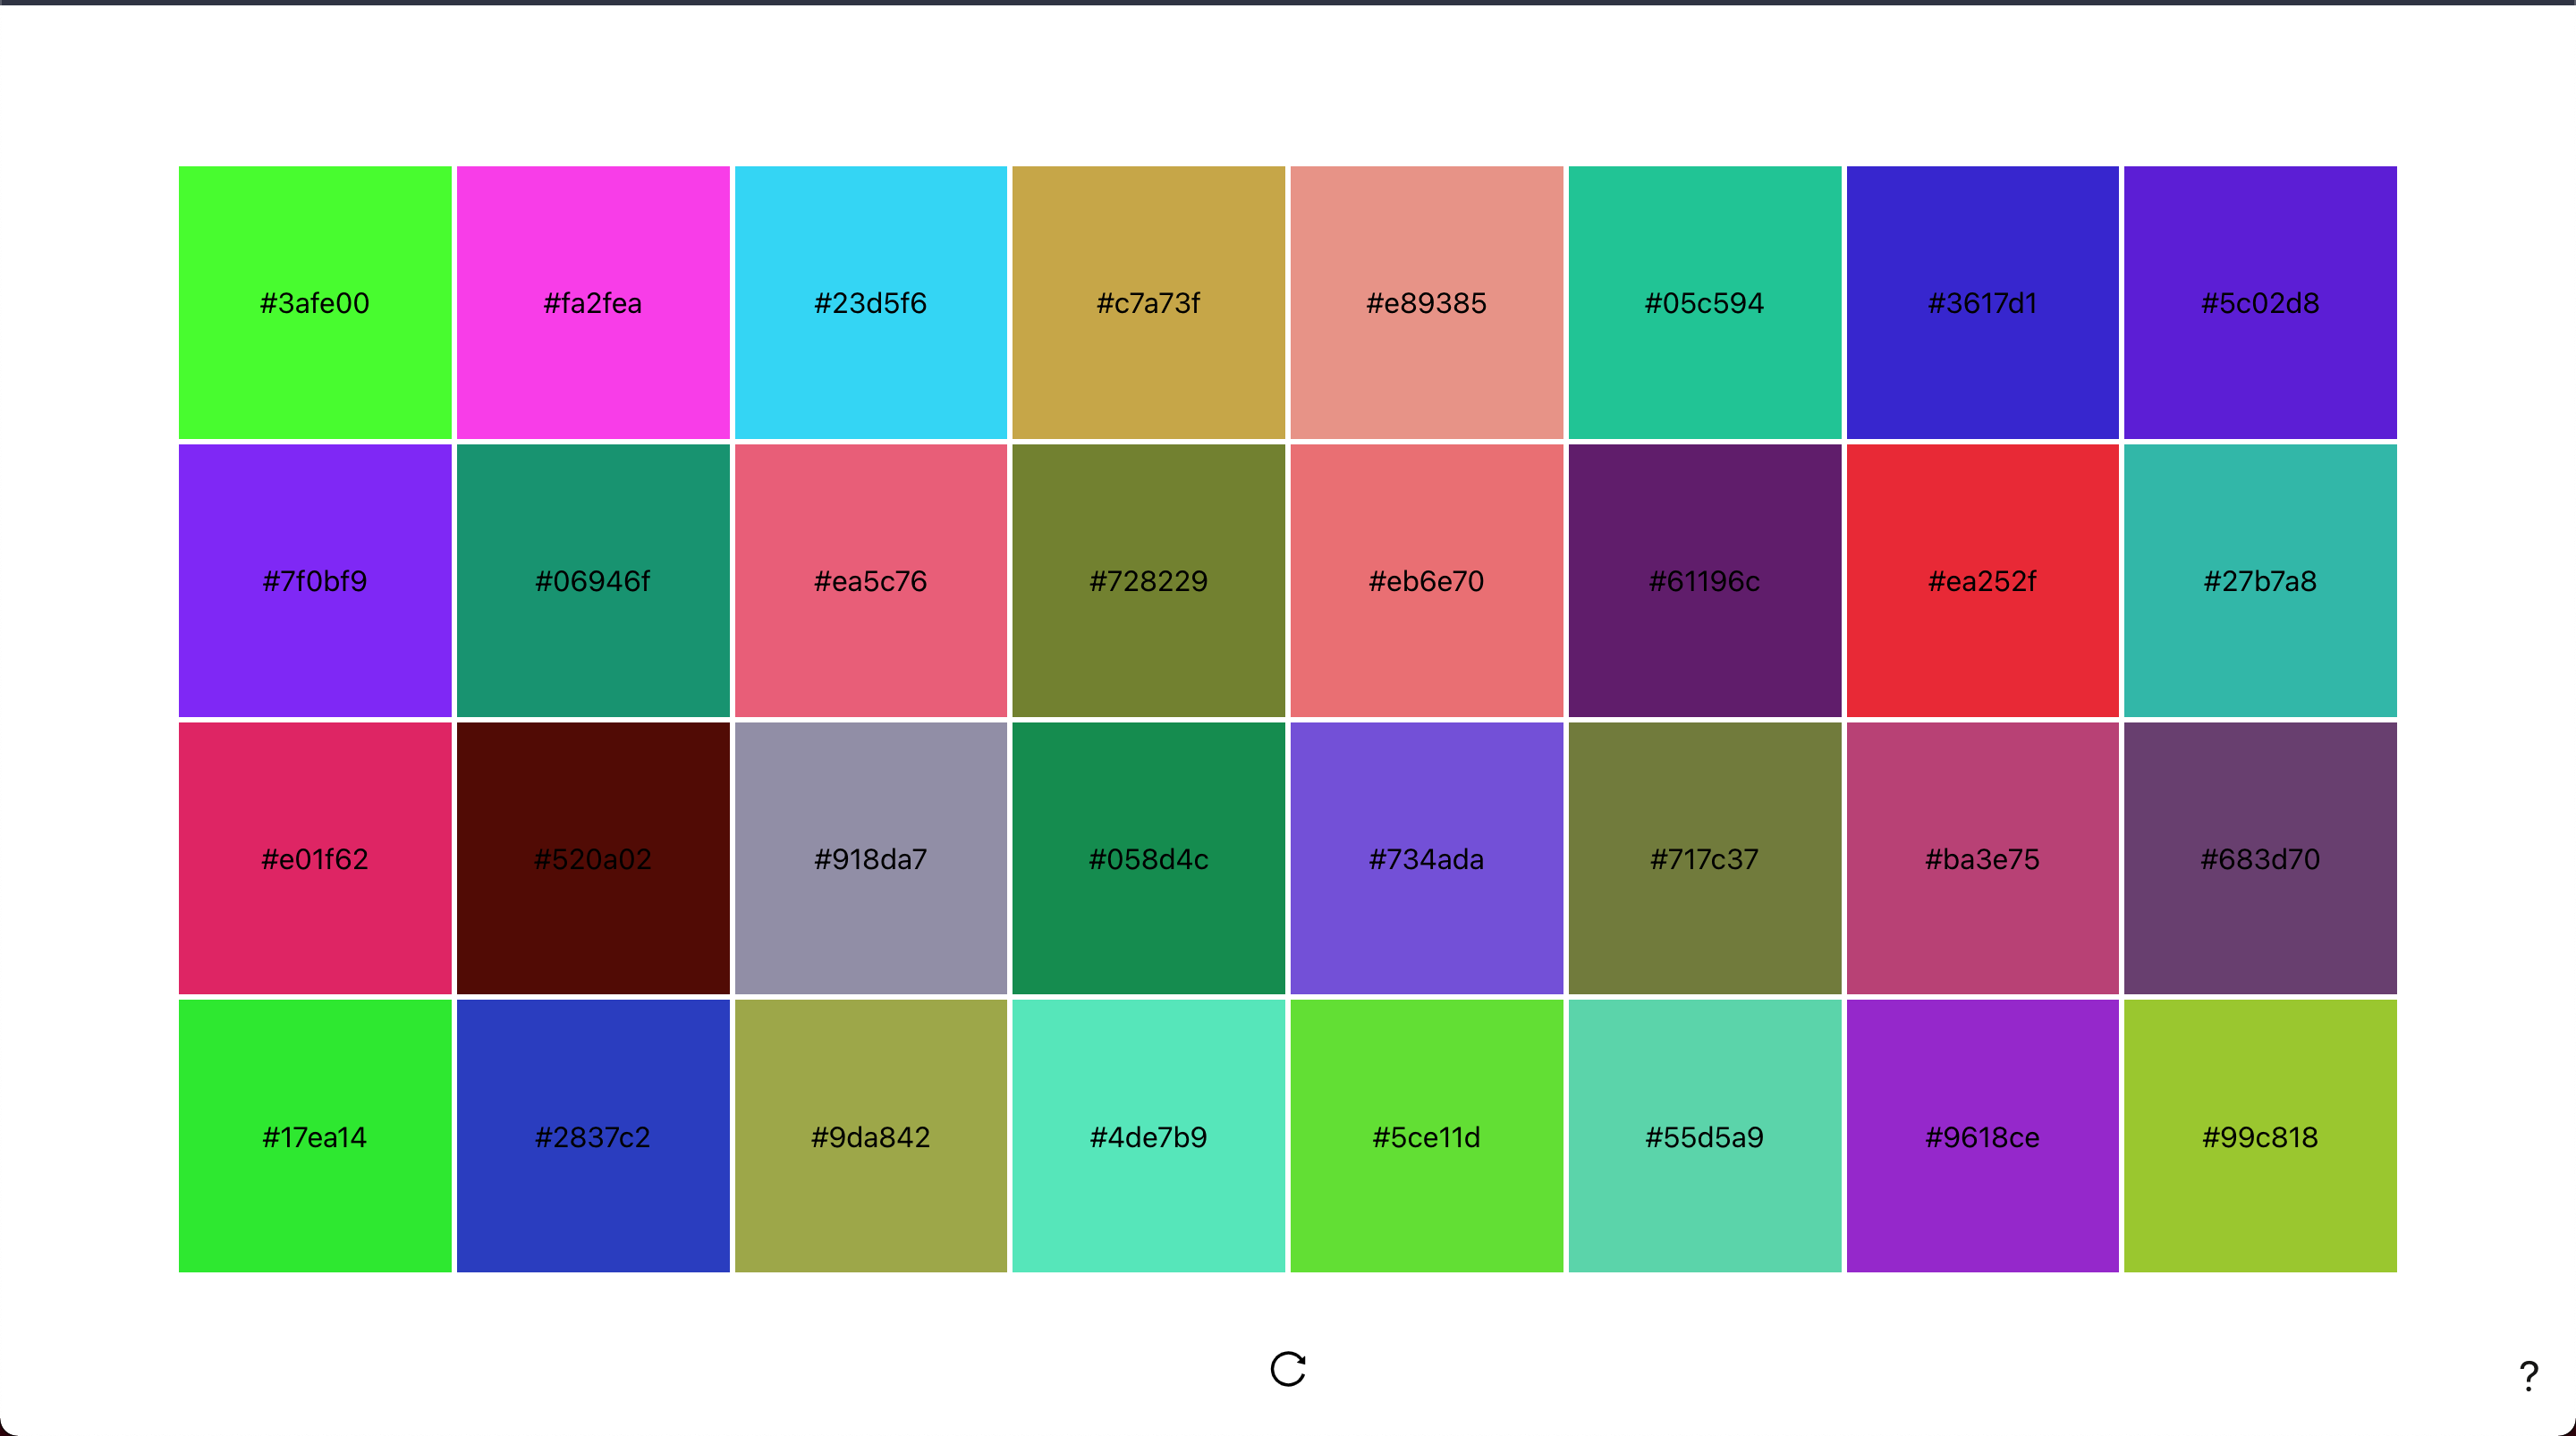 #3afe00 #fa2fea #23d5f6 #c7a73f #e89385 #05c594 #3617d1 #5c02d8
#7f0bf9 #06946f #ea5c76 #728229 #eb6e70 #61196c #ea252f #27b7a8
#e01f62 #520a02 #918da7 #058d4c #734ada #717c37 #ba3e75 #683d70
#17ea14 #2837c2 #9da842 #4de7b9 #5ce11d #55d5a9 #9618ce #99c818
?